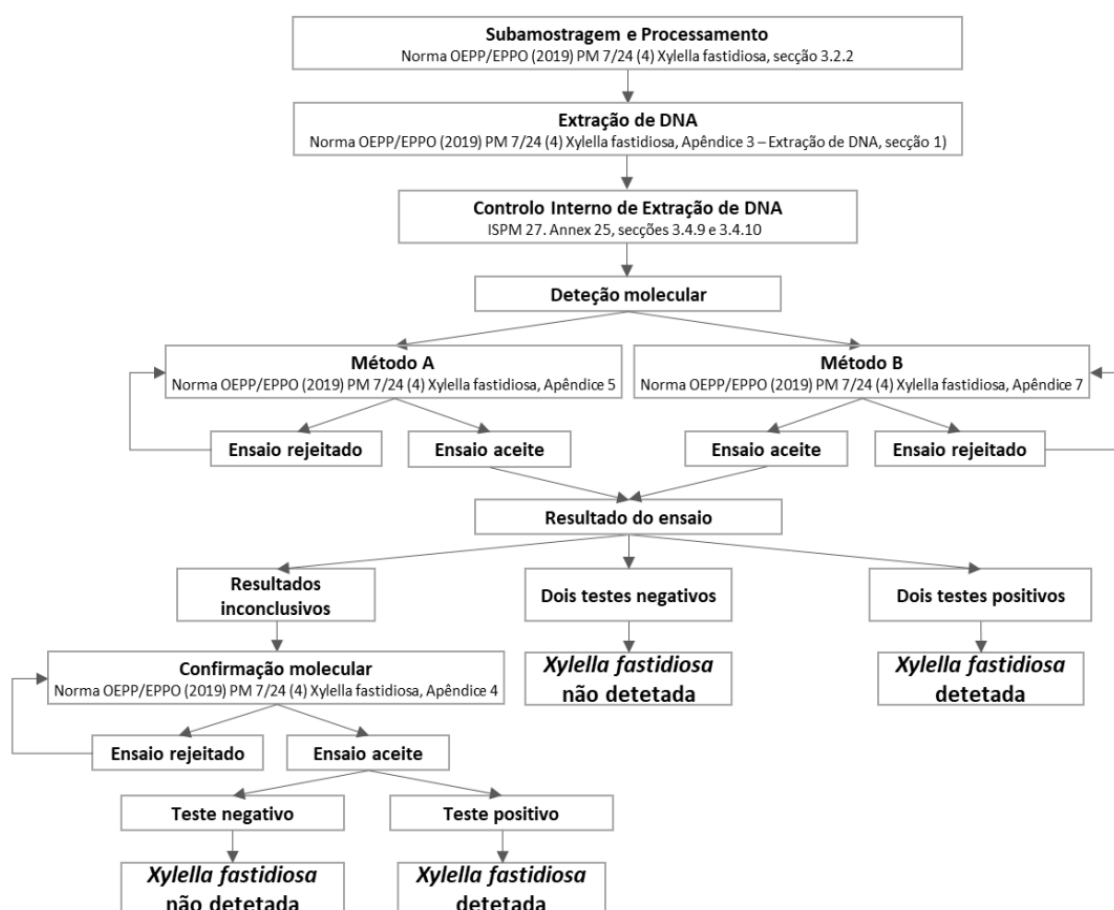 Subamostragem e Processamento
Norma OEPP/EPPO (2019) PM 7/24 (4) Xylella fastidiosa, secção 3.2.2
Extração de DNA
Norma OEPP/EPPO (2019) PM 7/24 (4) Xylella fastidiosa, Apêndice 3 – Extração de DNA, secção 1)
Controlo Interno de Extração de DNA
ISPM 27. Annex 25, secções 3.4.9 e 3.4.10
Deteção molecular
Método A
Norma OEPP/EPPO (2019) PM 7/24 (4) Xylella fastidiosa, Apêndice 5
Método B
Norma OEPP/EPPO (2019) PM 7/24 (4) Xylella fastidiosa, Apêndice 7
Ensaio rejeitado
Ensaio aceite
Ensaio aceite
Ensaio rejeitado
Resultado do ensaio
Resultados
inconclusivos
Dois testes negativos
Dois testes positivos
Xylella fastidiosa
não detetada
Xylella fastidiosa
detetada
Confirmação molecular
Norma OEPP/EPPO (2019) PM 7/24 (4) Xylella fastidiosa, Apêndice 4
Ensaio rejeitado
Ensaio aceite
Teste negativo
Teste positivo
Xylella fastidiosa
não detetada
Xylella fastidiosa
detetada